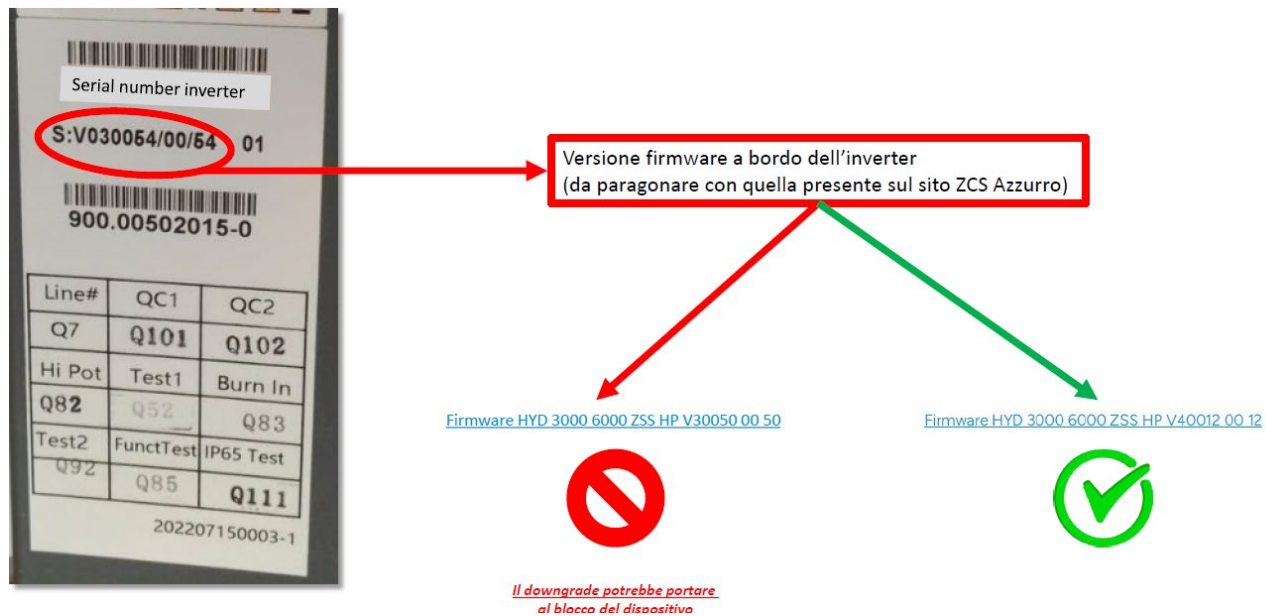 Serial number inverter
S:V030054/00/54 01
900.00502015-0
Line# QC1 QC2
Q7 Q101 Q102
Hi Pot Test1 Burn In
Q82 Q52 Q83
Test2 FunctTest IP65 Test
Q92 Q85 Q111
202207150003-1
Versione firmware a bordo dell'inverter
(da paragonare con quella presente sul sito ZCS Azzurro)
Firmware HYD 3000 6000 ZSS HP V30050 00 50
Firmware HYD 3000 6000 ZSS HP V40012 00 12
Il downgrade potrebbe portare
al blocco del dispositivo